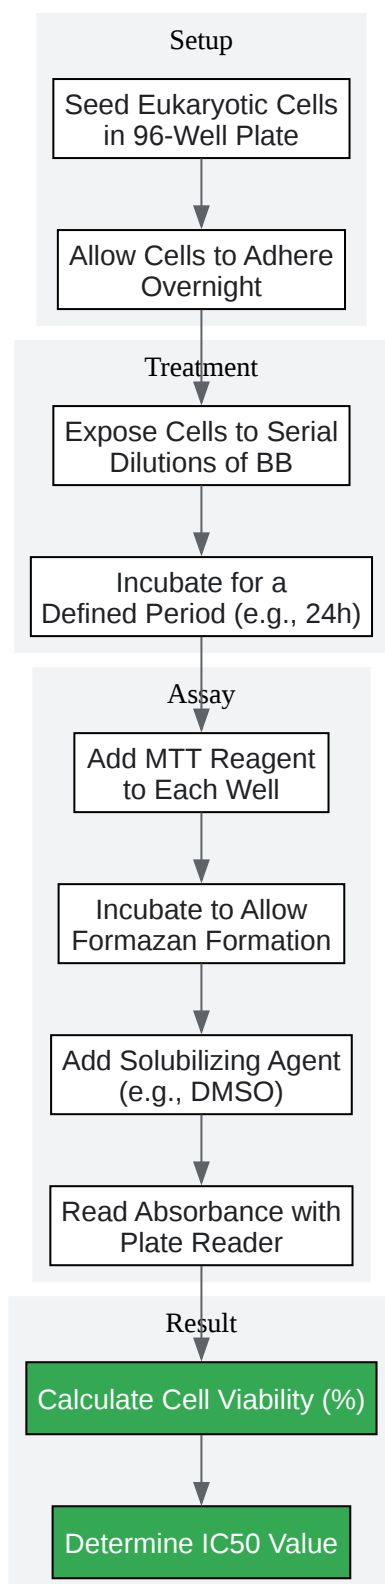 Setup
Seed Eukaryotic Cells
in 96-Well Plate
Allow Cells to Adhere
Overnight
Treatment
Expose Cells to Serial
Dilutions of BB
Incubate for a
Defined Period (e.g., 24h)
Assay
Add MTT Reagent
to Each Well
Incubate to Allow
Formazan Formation
Add Solubilizing Agent
(e.g., DMSO)
Read Absorbance with
Plate Reader
Result
Calculate Cell Viability (%)
Determine IC50 Value